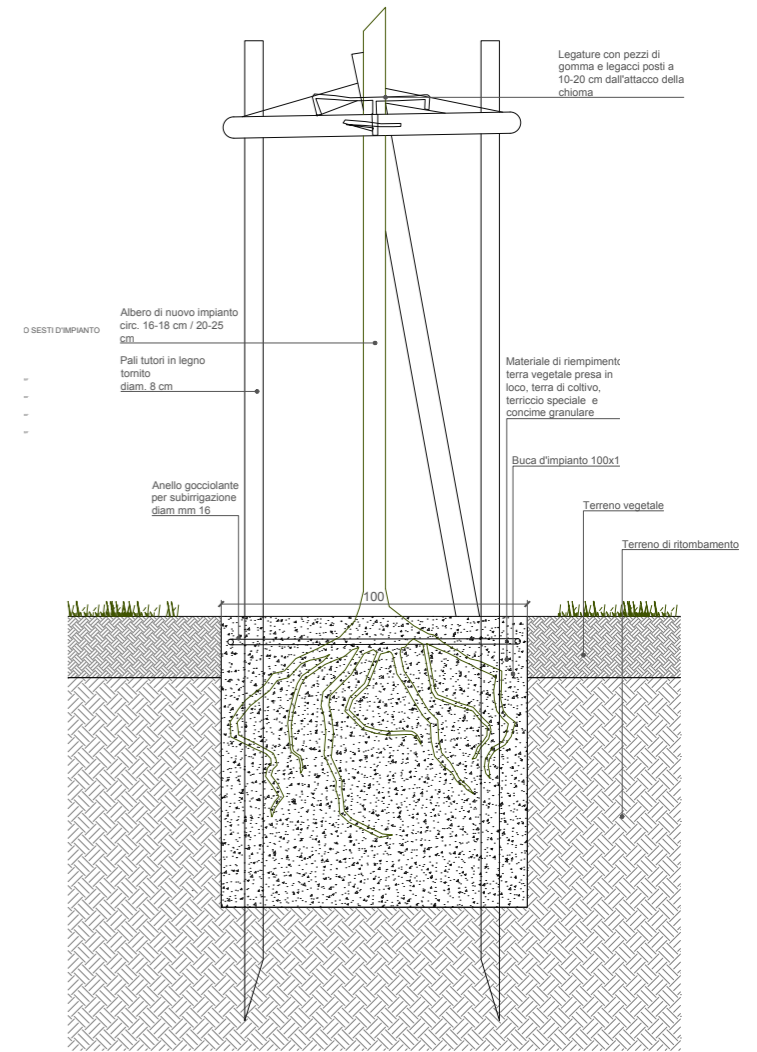 Legature con pezzi di
gomma e legacci posti a
10-20 cm dall'attacco della
chioma
Albero di nuovo impianto
circ. 16-18 cm / 20-25
cm
O SESTI D'IMPIANTO
Pali tutori in legno
tornito
diam. 8 cm
Materiale di riempimento
terra vegetale presa in
loco, terra di coltivo,
terriccio speciale e
concime granulare
Buca d'impianto 100x1
Anello gocciolante
per subirrigazione
diam mm 16
Terreno vegetale
Terreno di ritombamento
100